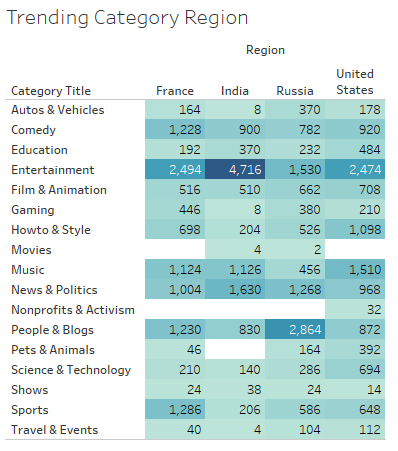 Trending Category Region
Region
Category Title France India Russia United States
Autos & Vehicles 164 8 370 178
Comedy 1,228 900 782 920
Education 192 370 232 484
Entertainment 2,494 4,716 1,530 2,474
Film & Animation 516 510 662 708
Gaming 446 8 380 210
Howto & Style 698 204 526 1,098
Movies 4 2
Music 1,124 1,126 456 1,510
News & Politics 1,004 1,630 1,268 968
Nonprofits & Activism 32
People & Blogs 1,230 830 2,864 872
Pets & Animals 46 164 392
Science & Technology 210 140 286 694
Shows 24 38 24 14
Sports 1,286 206 586 648
Travel & Events 40 4 104 112